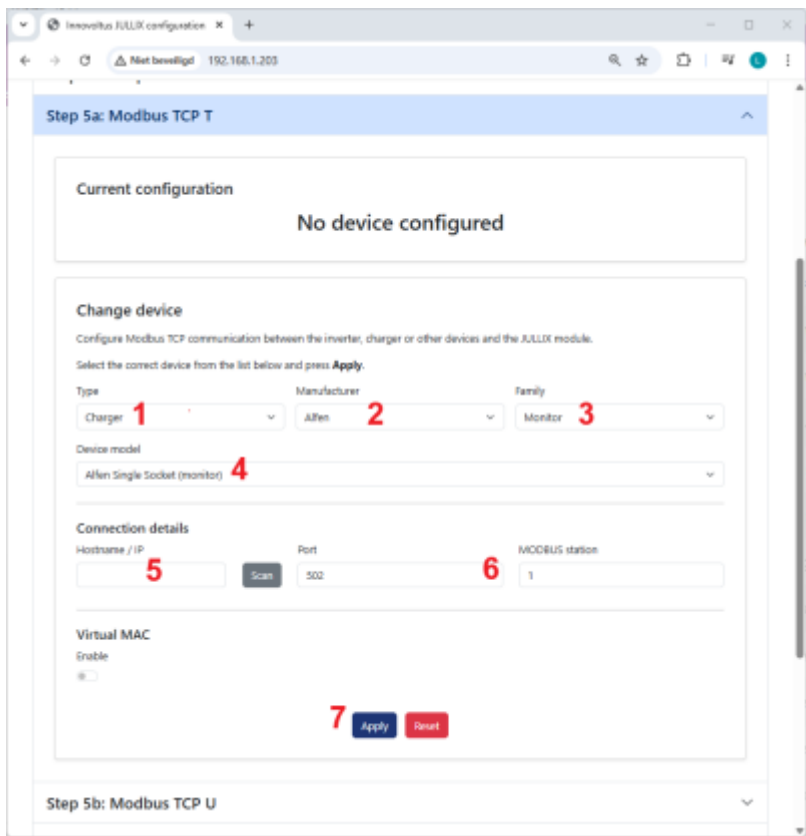 Innovoltus JULLIX configuration
Niet beveiligd 192.168.1.203
L
Step 5a: Modbus TCP T
Current configuration
No device configured
Change device
Configure Modbus TCP communication between the inverter, charger or other devices and the JULLIX module.
Select the correct device from the list below and press Apply.
Type Manufacturer Family
Charger 1 Alfen 2 Monitor 3
Device model
Alfen Single Socket (monitor) 4
Connection details
Hostname / IP Port MODBUS station
5 Scan 502 6 1
Virtual MAC
Enable
7 Apply Reset
Step 5b: Modbus TCP U